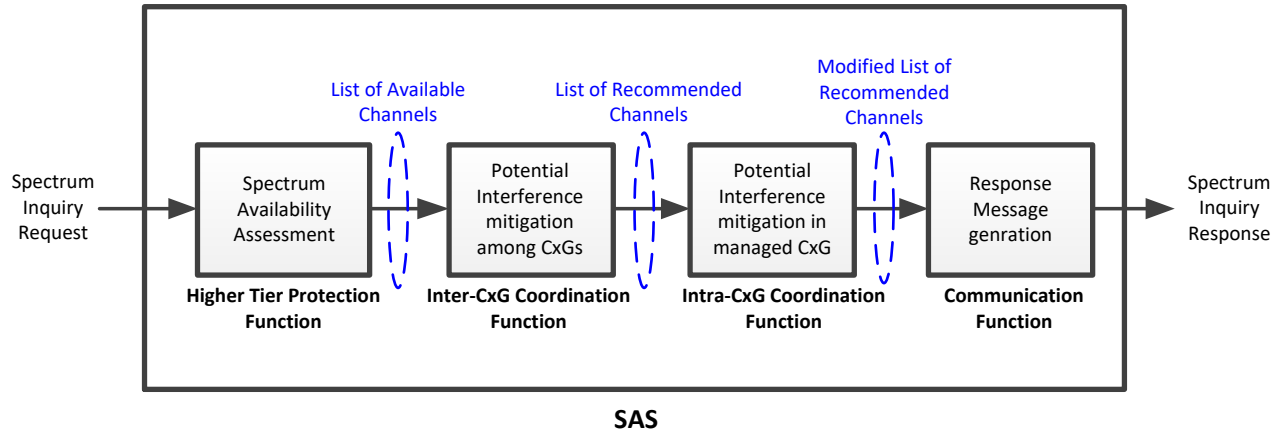 Spectrum
Inquiry
Request
List of Available
Channels
List of Recommended
Channels
Modified List of
Recommended
Channels
Spectrum
Availability
Assessment
Potential
Interference
mitigation
among CxGs
Potential
Interference
mitigation in
managed CxG
Response
Message
genration
Spectrum
Inquiry
Response
Higher Tier Protection
Function
Inter-CxG Coordination
Function
Intra-CxG Coordination
Function
Communication
Function
SAS